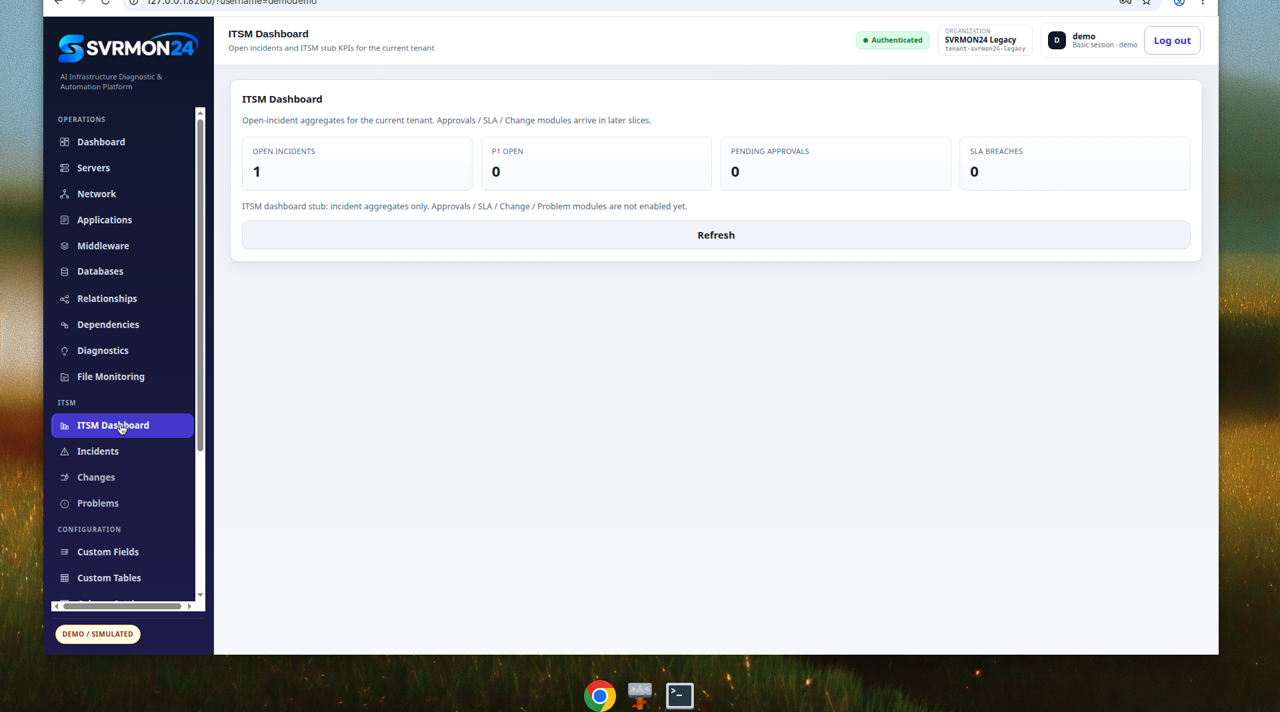 127.0.0.1:8200/?username=demodemo
SVRMON24
AI Infrastructure Diagnostic &
Automation Platform
OPERATIONS
Dashboard
Servers
Network
Applications
Middleware
Databases
Relationships
Dependencies
Diagnostics
File Monitoring
ITSM
ITSM Dashboard
Incidents
Changes
Problems
CONFIGURATION
Custom Fields
Custom Tables
DEMO / SIMULATED
ITSM Dashboard
Open incidents and ITSM stub KPIs for the current tenant
Authenticated
ORGANIZATION
SVRMON24 Legacy
tenant-svrmon24-legacy
D
demo
Basic session · demo
Log out
ITSM Dashboard
Open-incident aggregates for the current tenant. Approvals / SLA / Change modules arrive in later slices.
OPEN INCIDENTS
1
P1 OPEN
0
PENDING APPROVALS
0
SLA BREACHES
0
ITSM dashboard stub: incident aggregates only. Approvals / SLA / Change / Problem modules are not enabled yet.
Refresh